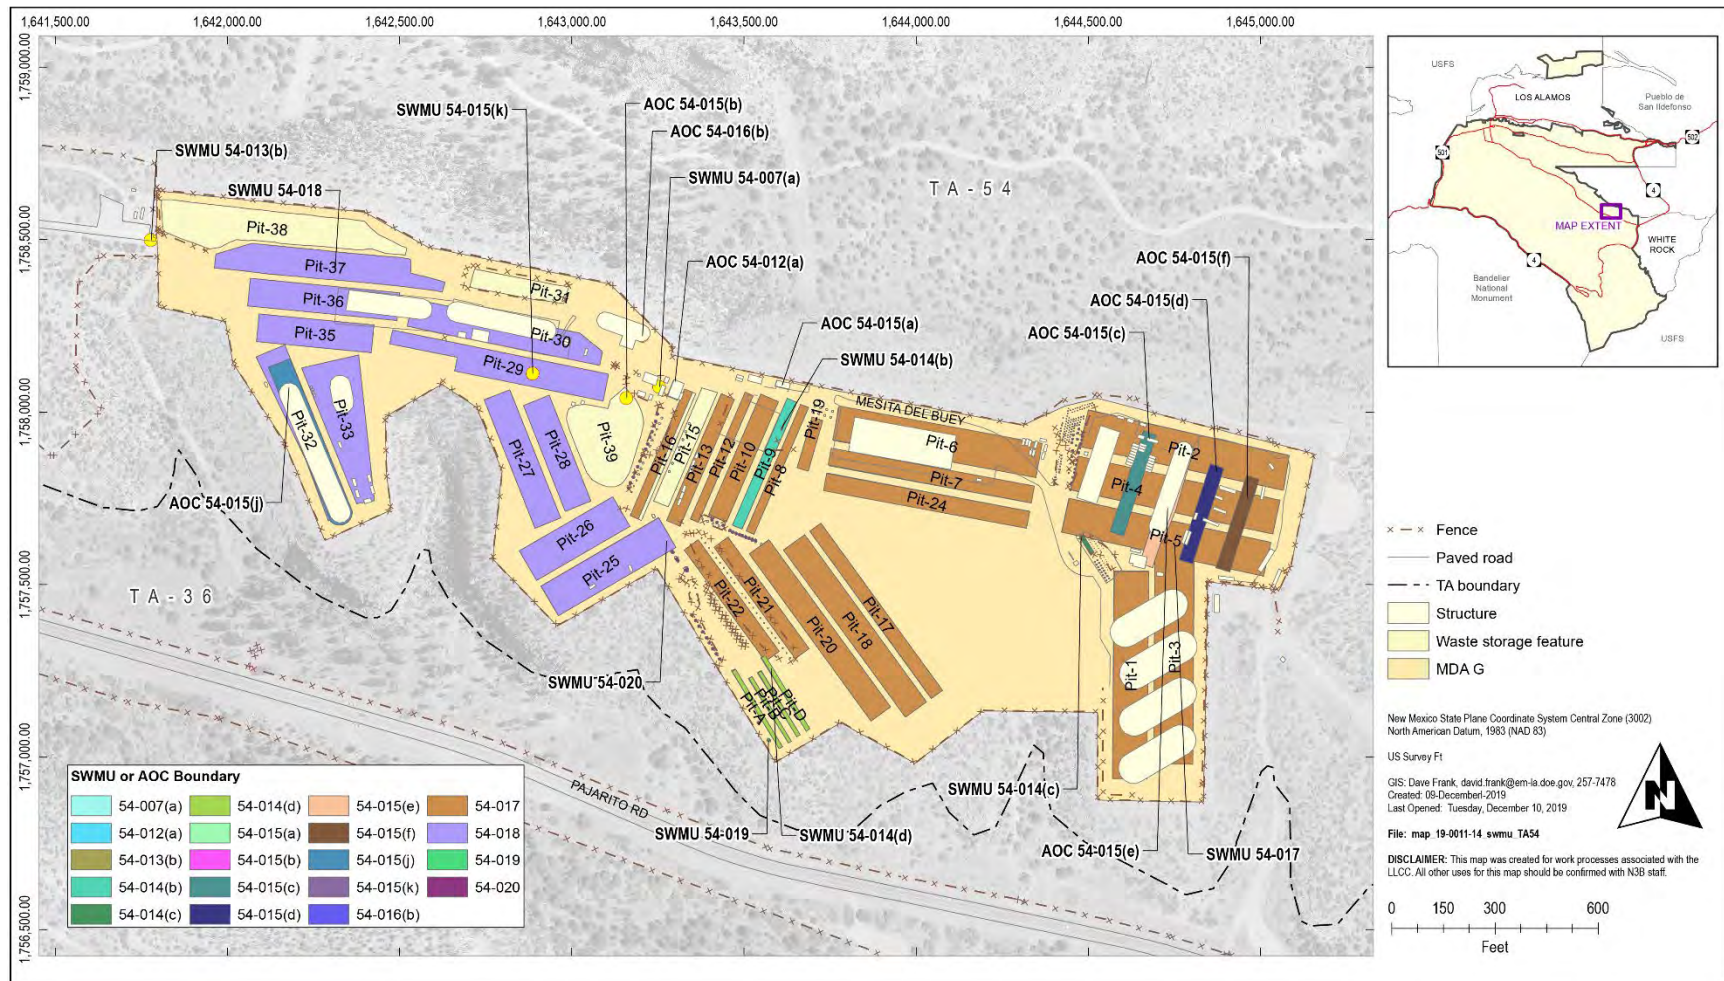 1,641,500.00
1,642,000.00
1,642,500.00
1,643,000.00
1,643,500.00
1,644,000.00
1,644,500.00
1,645,000.00
1,759,000.00
1,758,500.00
1,758,000.00
1,757,500.00
1,757,000.00
1,756,500.00
SWMU 54-015(k)
AOC 54-015(b)
AOC 54-016(b)
SWMU 54-013(b)
SWMU 54-018
SWMU 54-007(a)
TA-54
AOC 54-012(a)
AOC 54-015(f)
AOC 54-015(d)
AOC 54-015(a)
AOC 54-015(c)
SWMU 54-014(b)
Pit-38
Pit-37
Pit-36
Pit-35
Pit-31
Pit-30
Pit-29
Pit-32
Pit-33
Pit-27
Pit-28
Pit-39
Pit-26
Pit-25
Pit-16
Pit-15
Pit-13
Pit-12
Pit-10
Pit-9
Pit-8
Pit-19
MESITA DEL BUEY
Pit-6
Pit-7
Pit-24
Pit-2
Pit-4
Pit-5
Pit-22
Pit-21
Pit-20
Pit-18
Pit-17
Pit-1
Pit-3
Pit-A
Pit-B
Pit-C
Pit-D
AOC 54-015(j)
TA-36
SWMU 54-020
SWMU 54-014(c)
SWMU 54-019
SWMU 54-014(d)
AOC 54-015(e)
SWMU 54-017
PAJARITO RD
SWMU or AOC Boundary
54-007(a)
54-014(d)
54-015(e)
54-017
54-012(a)
54-015(a)
54-015(f)
54-018
54-013(b)
54-015(b)
54-015(j)
54-019
54-014(b)
54-015(c)
54-015(k)
54-020
54-014(c)
54-015(d)
54-016(b)
USFS
LOS ALAMOS
Pueblo de
San Ildefonso
501
502
4
MAP EXTENT
WHITE
ROCK
4
Bandelier
National
Monument
USFS
Fence
Paved road
TA boundary
Structure
Waste storage feature
MDA G
New Mexico State Plane Coordinate System Central Zone (3002)
North American Datum, 1983 (NAD 83)
US Survey Ft
GIS: Dave Frank, david.frank@em-la.doe.gov, 257-7478
Created: 09-Decemberl-2019
Last Opened: Tuesday, December 10, 2019
File: map_19-0011-14_swmu_TA54
DISCLAIMER: This map was created for work processes associated with the
LLCC. All other uses for this map should be confirmed with N3B staff.
N
0 150 300 600
Feet